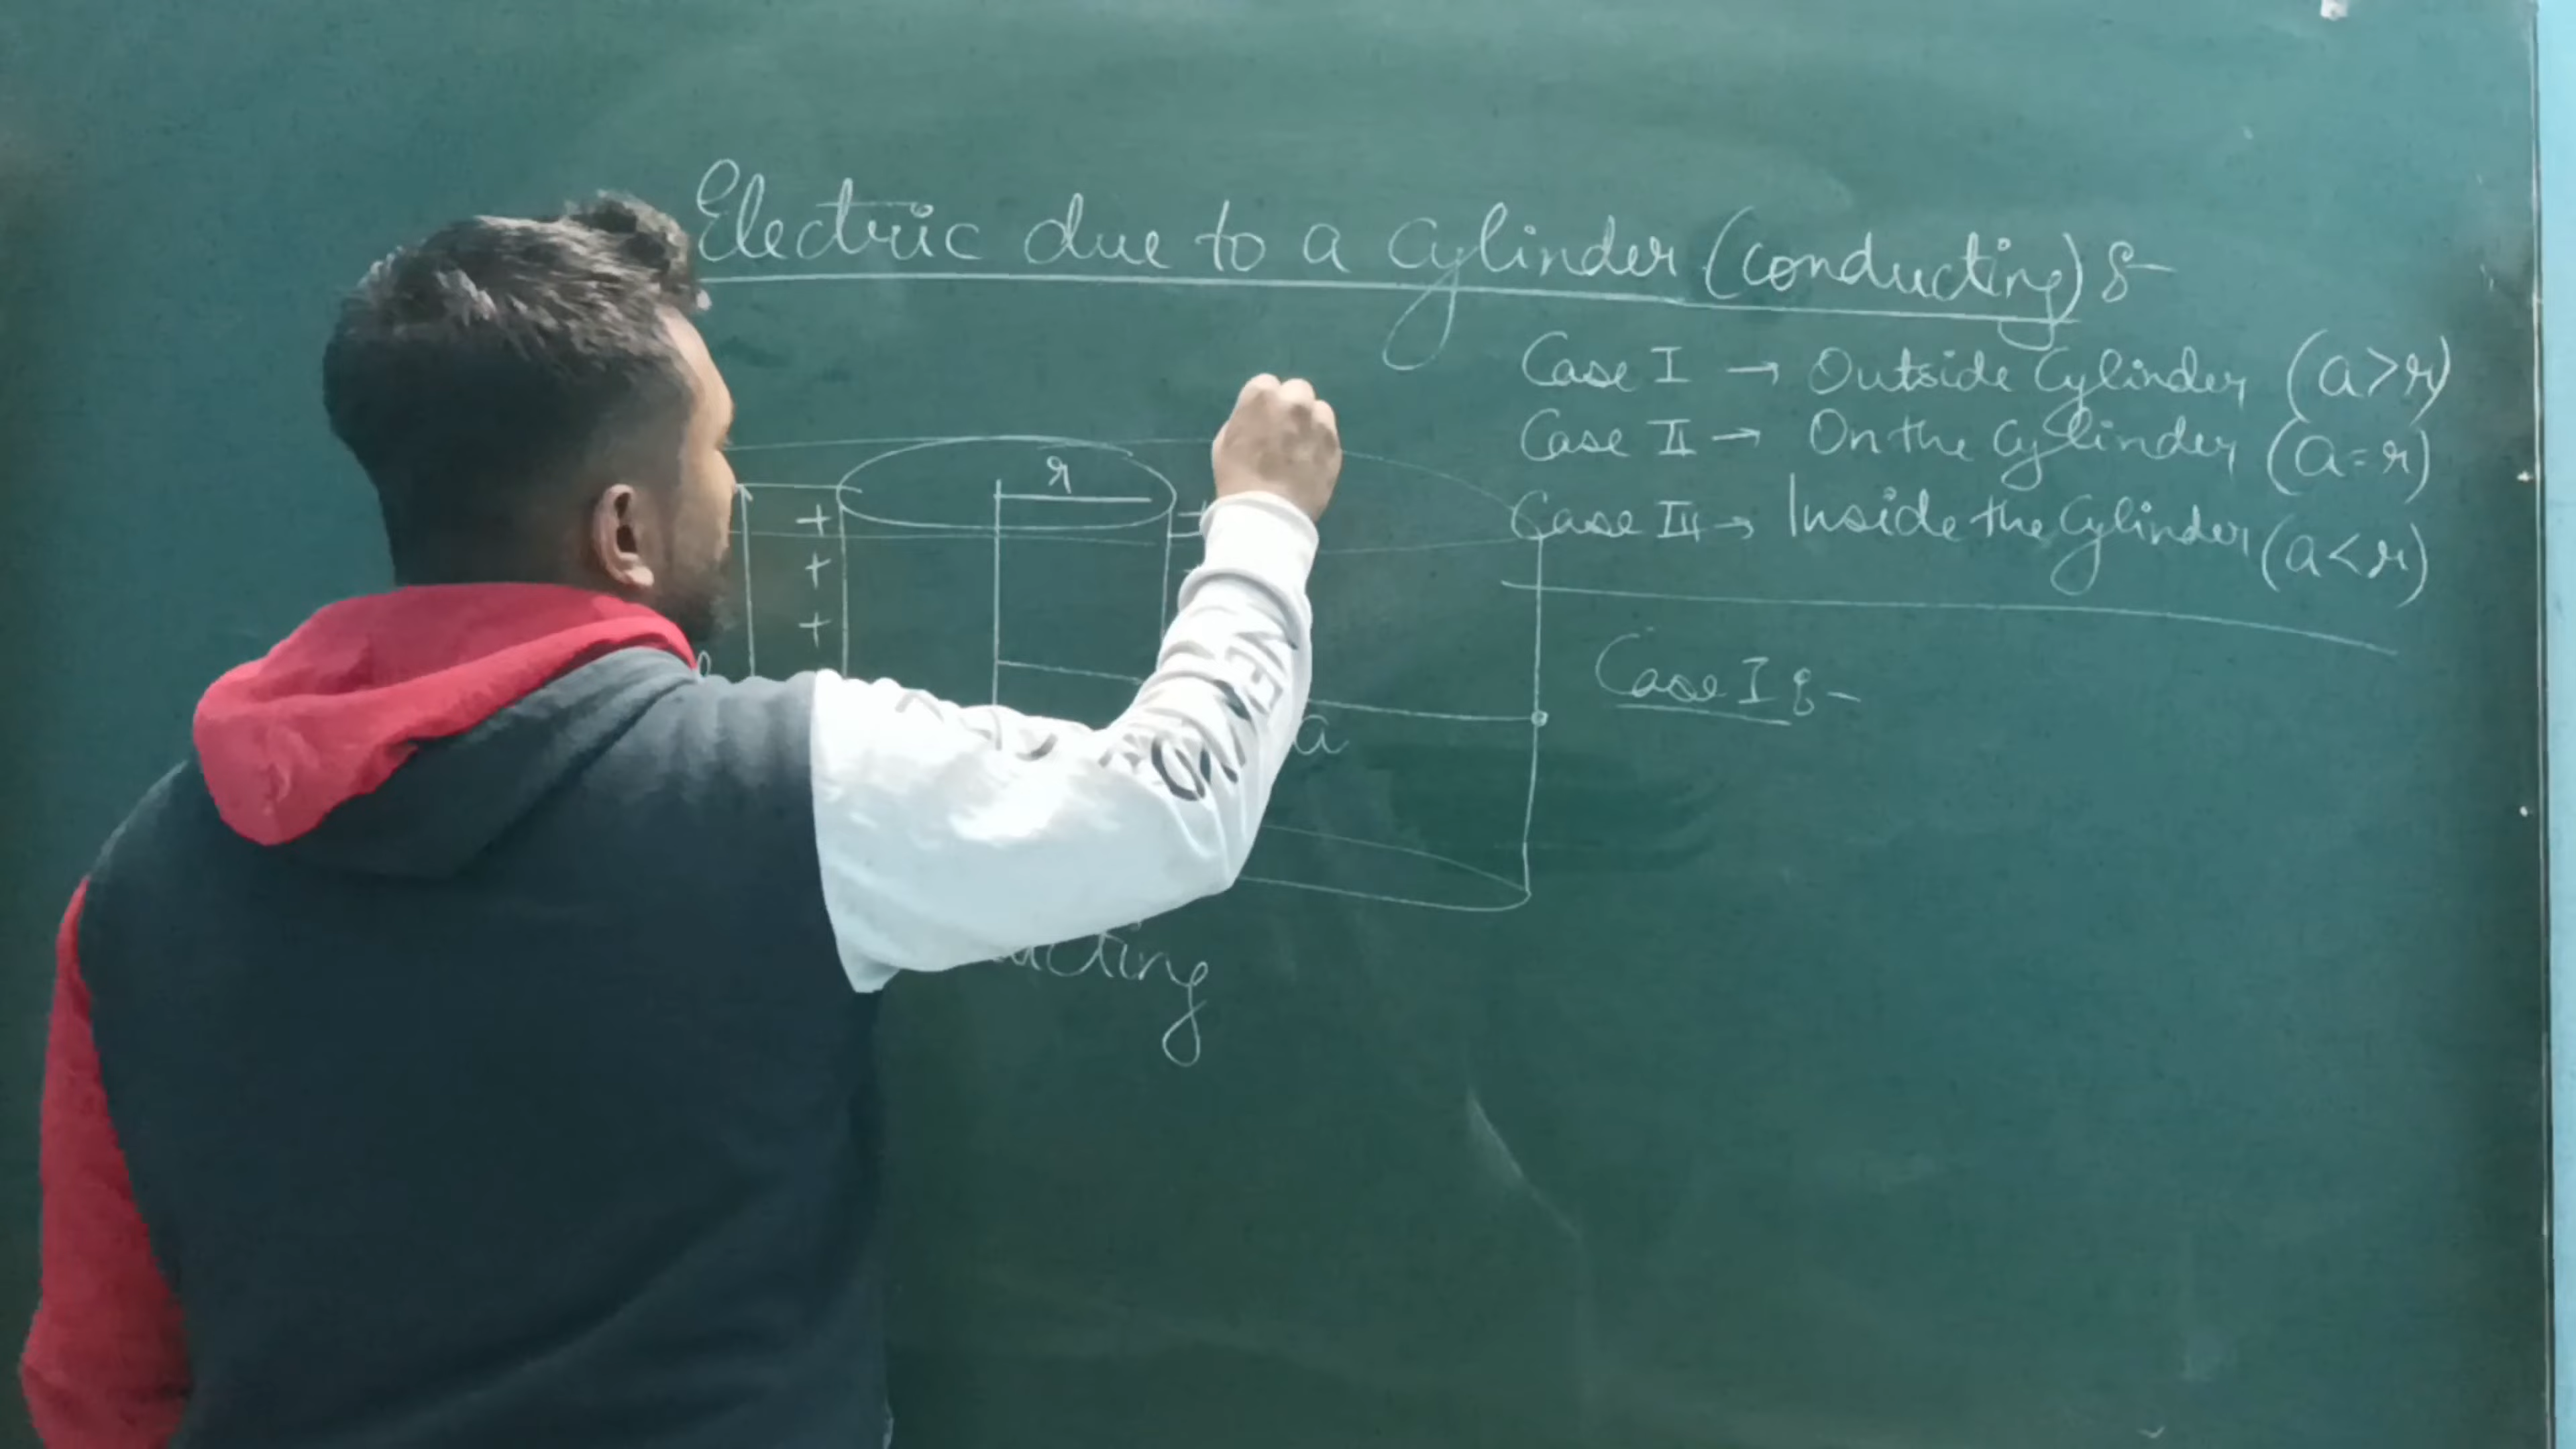 Electric due to a Cylinder (conducting) :-
Case I → Outside Cylinder (a>r)
Case II → On the Cylinder (a=r)
Case III → Inside the Cylinder (a<r)
r
+
+
+
+
a
Case I :-